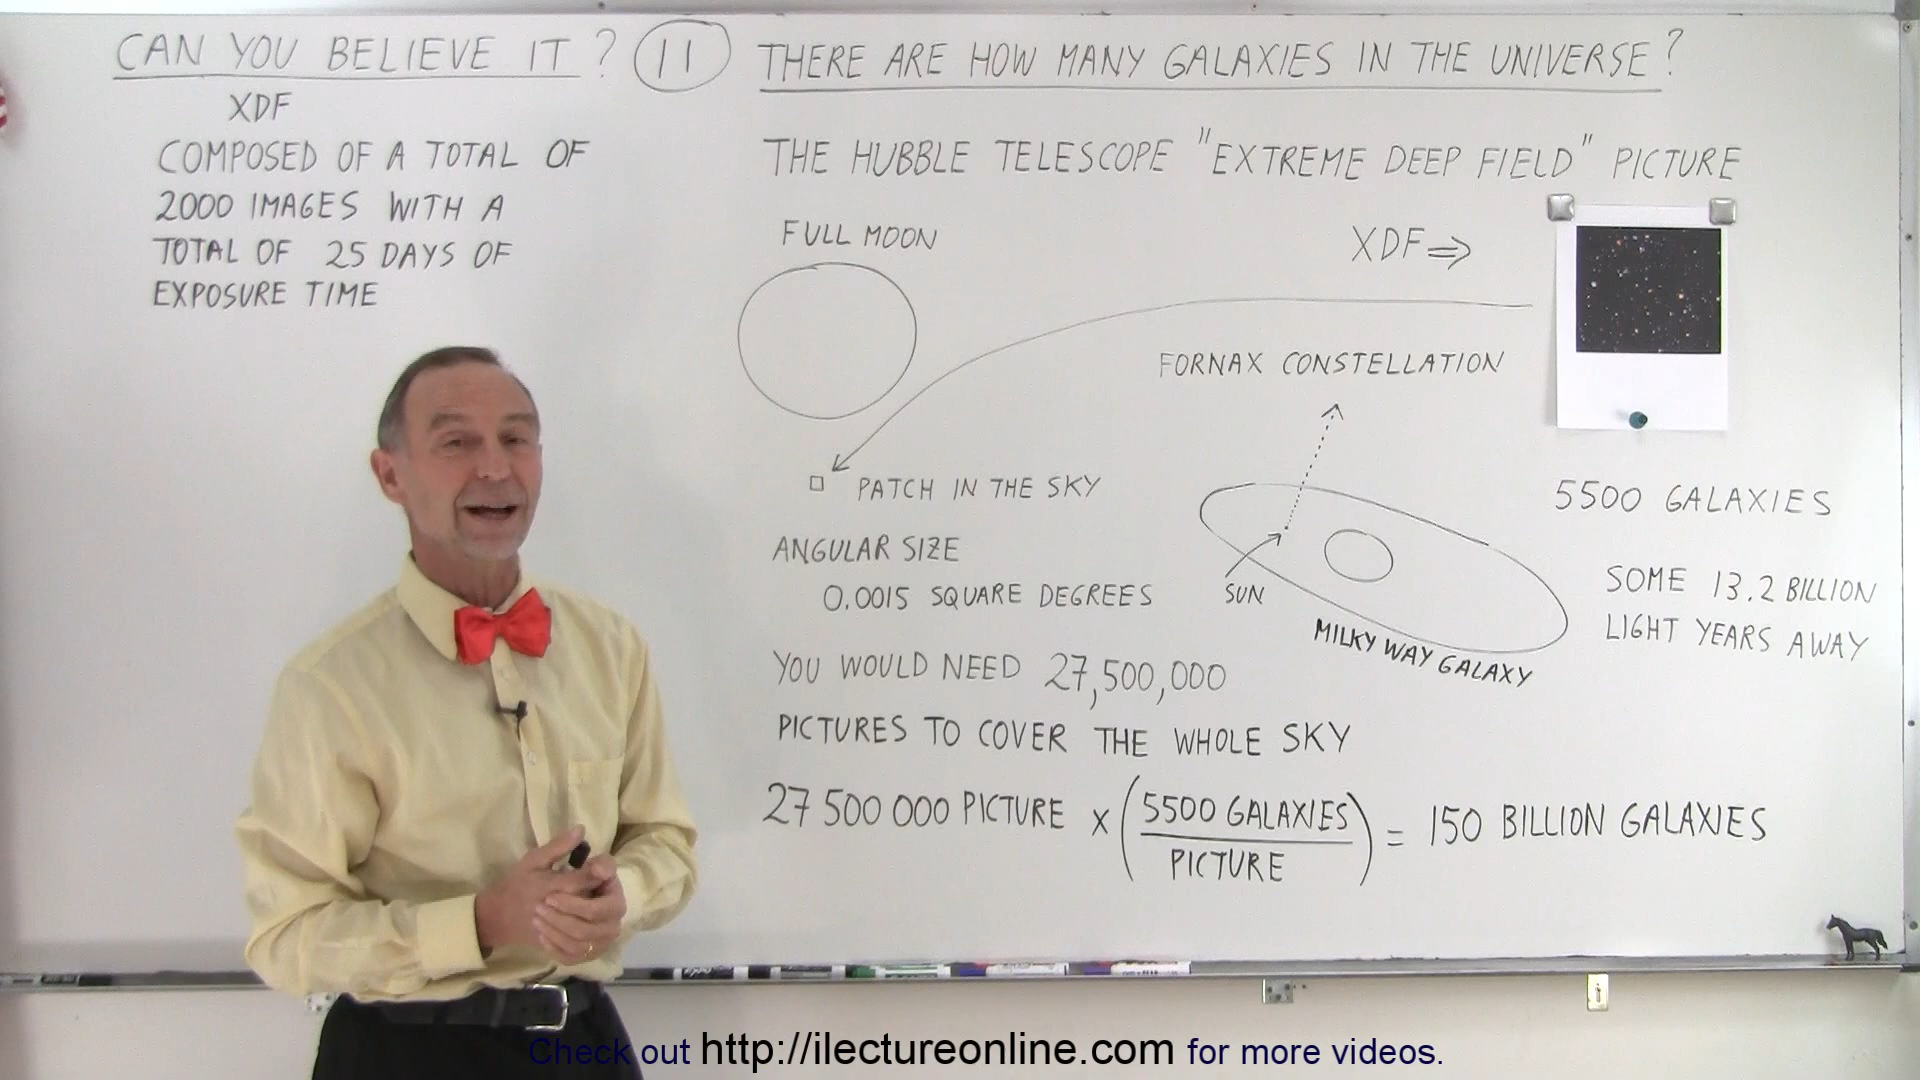 CAN YOU BELIEVE IT? 11 THERE ARE HOW MANY GALAXIES IN THE UNIVERSE?
XDF
COMPOSED OF A TOTAL OF
2000 IMAGES WITH A
TOTAL OF 25 DAYS OF
EXPOSURE TIME
THE HUBBLE TELESCOPE "EXTREME DEEP FIELD" PICTURE
FULL MOON
XDF⇒
FORNAX CONSTELLATION
PATCH IN THE SKY
ANGULAR SIZE
0.0015 SQUARE DEGREES
SUN
MILKY WAY GALAXY
5500 GALAXIES
SOME 13.2 BILLION
LIGHT YEARS AWAY
YOU WOULD NEED 27,500,000
PICTURES TO COVER THE WHOLE SKY
27 500 000 PICTURE x (5500 GALAXIES / PICTURE) = 150 BILLION GALAXIES
Check out http://ilectureonline.com for more videos.